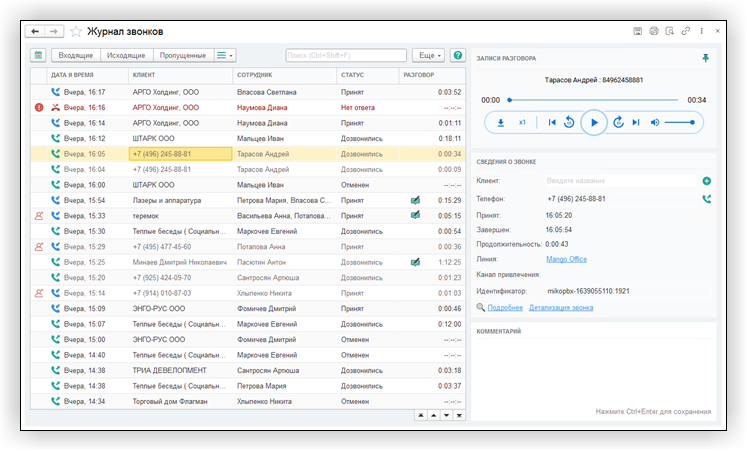 Журнал звонков
Входящие Исходящие Пропущенные Поиск (Ctrl+Shift+F) Еще ?
ДАТА И ВРЕМЯ КЛИЕНТ СОТРУДНИК СТАТУС РАЗГОВОР
Вчера, 16:17 АРГО Холдинг, ООО Власова Светлана Принят 0:03:52
Вчера, 16:16 АРГО Холдинг, ООО Наумова Диана Нет ответа --:--:--
Вчера, 16:14 АРГО Холдинг, ООО Наумова Диана Принят 0:01:11
Вчера, 16:12 ШТАРК ООО Мальцев Иван Дозвонились 0:18:11
Вчера, 16:05 +7 (496) 245-88-81 Тарасов Андрей Дозвонились 0:00:34
Вчера, 16:04 +7 (496) 245-88-81 Тарасов Андрей Дозвонились 0:00:09
Вчера, 16:00 ШТАРК ООО Мальцев Иван Отменен --:--:--
Вчера, 15:54 Лазеры и аппаратура Петрова Мария, Власова С... Принят 0:15:29
Вчера, 15:33 теремок Васильева Анна, Потапова... Принят 0:05:15
Вчера, 15:30 Теплые беседы ( Социальн... Маркочев Евгений Дозвонились 0:00:54
Вчера, 15:29 +7 (495) 477-45-60 Потапова Анна Принят 0:00:36
Вчера, 15:25 Минаев Дмитрий Николаевич Пасютин Антон Дозвонились 1:12:25
Вчера, 15:20 +7 (925) 424-09-70 Сантросян Артюша Дозвонились 0:01:23
Вчера, 15:14 +7 (914) 010-87-03 Хлыпенко Никита Принят 0:01:03
Вчера, 15:09 ЭНГО-РУС ООО Фомичев Дмитрий Принят 0:00:46
Вчера, 15:07 Теплые беседы ( Социальн... Маркочев Евгений Дозвонились 0:12:00
Вчера, 15:00 ЭНГО-РУС ООО Фомичев Дмитрий Отменен --:--:--
Вчера, 14:40 Теплые беседы ( Социальн... Маркочев Евгений Отменен --:--:--
Вчера, 14:38 ТРИА ДЕВЕЛОПМЕНТ Сантросян Артюша Дозвонились 0:03:18
Вчера, 14:38 Теплые беседы ( Социальн... Петрова Мария Дозвонились 0:03:37
Вчера, 14:34 Торговый дом Флагман Хлыпенко Никита Отменен --:--:--
ЗАПИСИ РАЗГОВОРА
Тарасов Андрей : 84962458881
00:00 00:34
x1 10 10
СВЕДЕНИЯ О ЗВОНКЕ
Клиент: Введите название
Телефон: +7 (496) 245-88-81
Принят: 16:05:20
Завершен: 16:05:54
Продолжительность: 0:00:43
Линия: Mango Office
Канал привлечения:
Идентификатор: mikopbx-1639055110.1921
Подробнее Детализация звонка
КОММЕНТАРИЙ
Нажмите Ctrl+Enter для сохранения